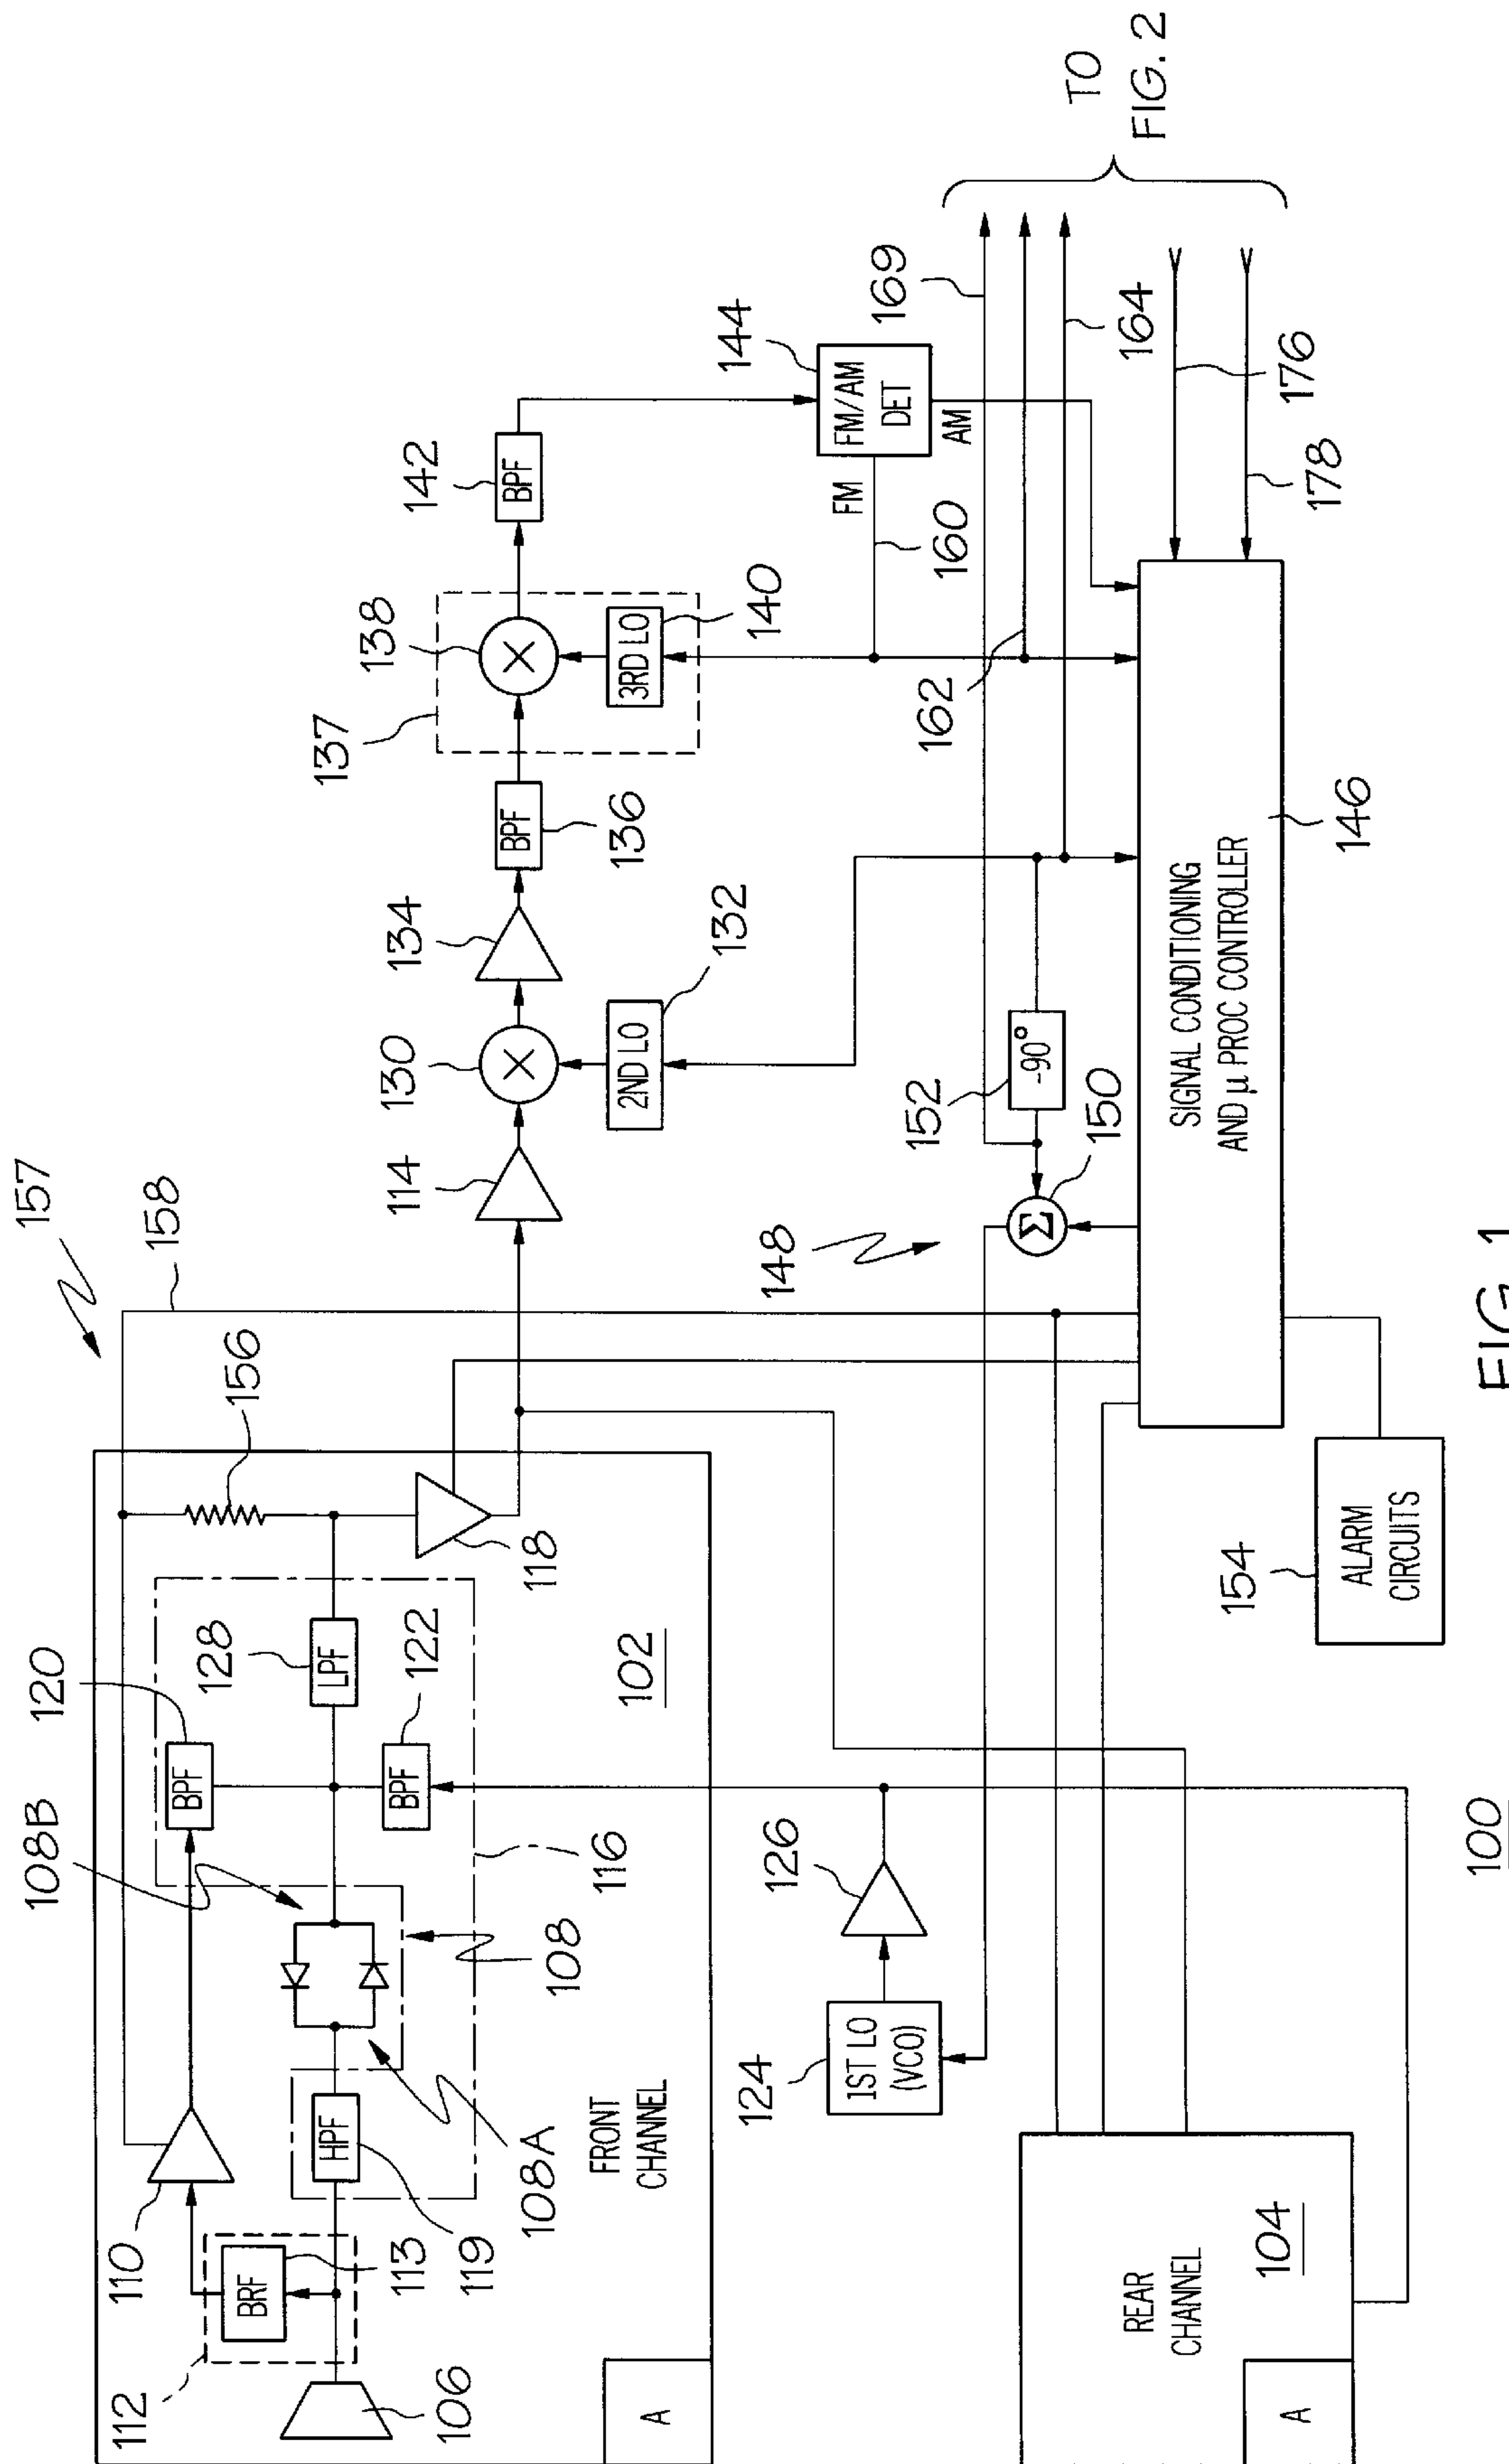 157
158
156
120
128
122
108B
110
BPF
LPF
BPF
118
102
116
108
112
BRF
113
HPF
119
108A
106
FRONT
CHANNEL
A
114
130
134
BPF
136
137
138
3RD LO
140
BPF
142
2ND LO
132
144
FM/AM
DET
FM
AM
160
162
169
164
176
178
TO
FIG. 2
148
152
-90°
150
Σ
SIGNAL CONDITIONING
AND μ PROC CONTROLLER
146
124
1ST LO
(VCO)
126
154
ALARM
CIRCUITS
REAR
CHANNEL
104
A
100
FIG. 1